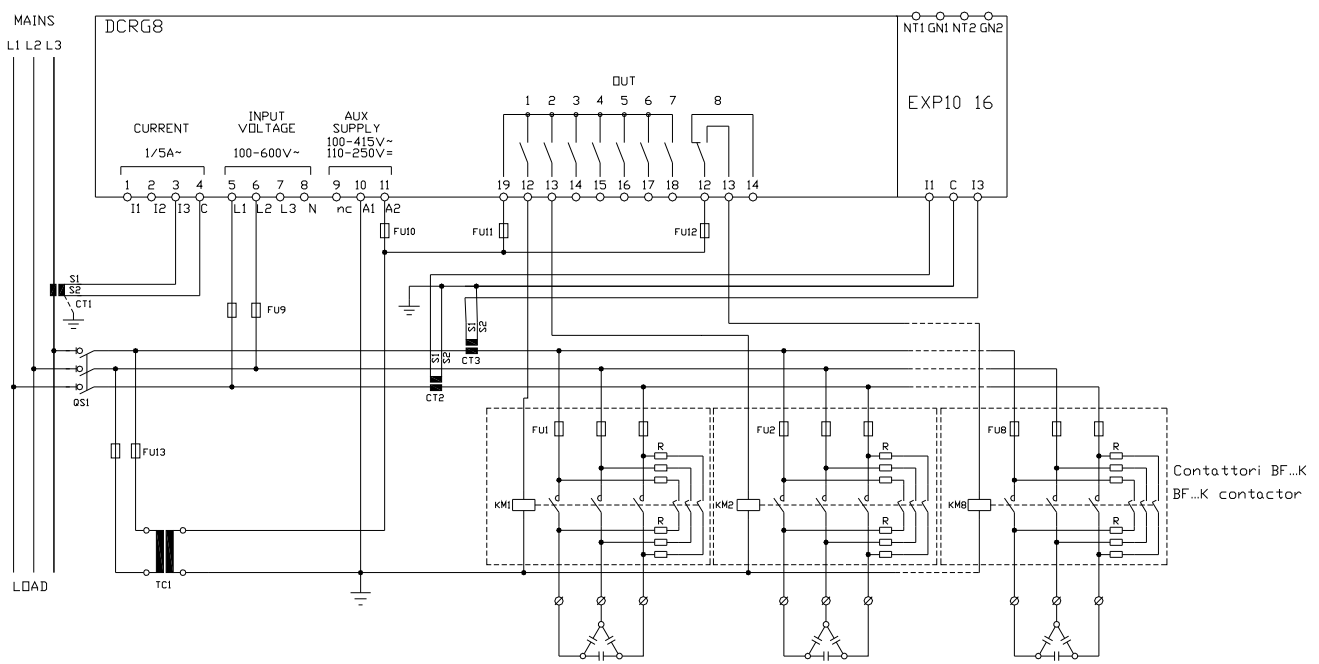 MAINS
L1 L2 L3
DCRG8
NT1 GN1 NT2 GN2
EXP10 16
OUT
1 2 3 4 5 6 7 8
CURRENT
1/5A~
INPUT
VOLTAGE
100-600V~
AUX
SUPPLY
100-415V~
110-250V=
1 2 3 4 5 6 7 8 9 10 11 19 12 13 14 15 16 17 18 12 13 14 I1 C I3
I1 I2 I3 C L1 L2 L3 N nc A1 A2
FU10 FU11 FU12
S1
S2
CT1
FU9
S1 S2
CT3
S1 S2
CT2
QS1
FU13
FU1 FU2 FU8
R R R
Contattori BF...K
BF...K contactor
KM1 KM2 KM8
R R R
TC1
LOAD